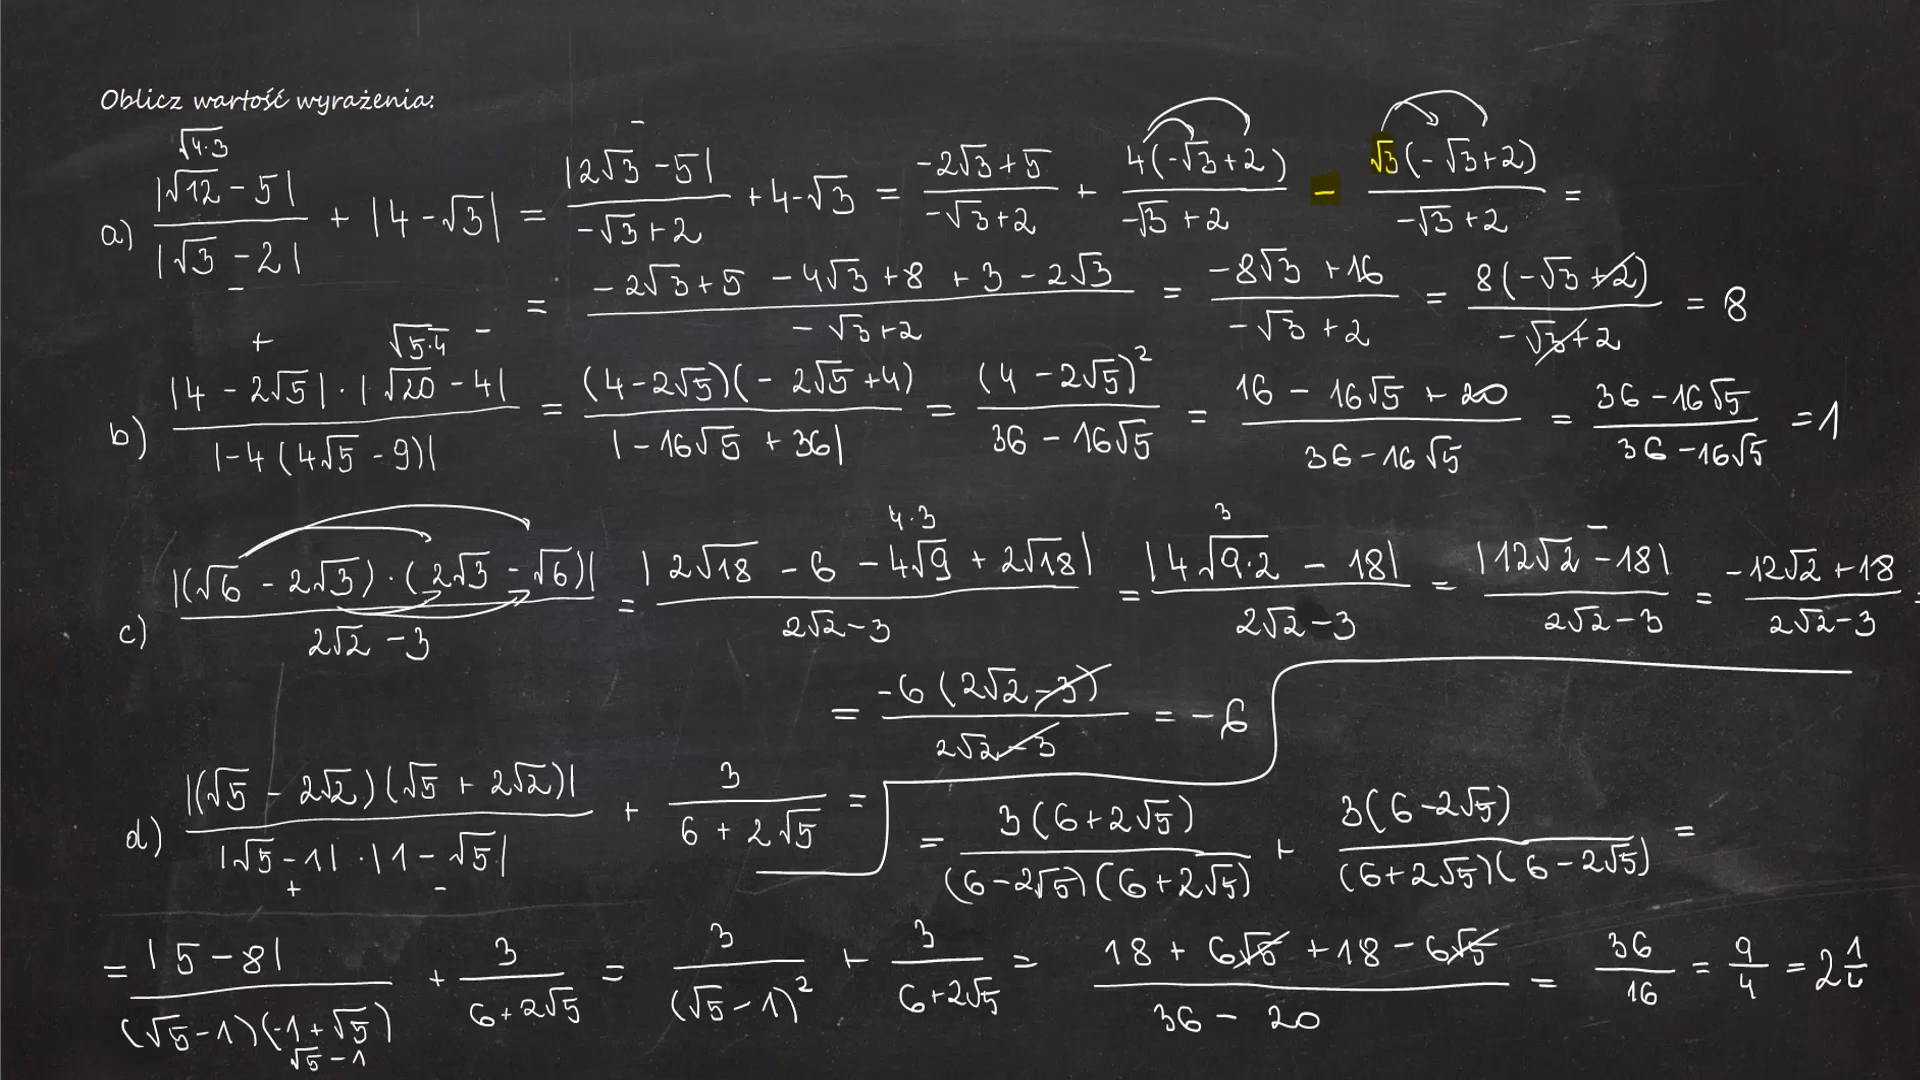 Oblicz wartość wyrażenia:
√4·3
a) |√12 - 5| / |√3 - 2| + |4 - √3| = |2√3 - 5| / (-√3 + 2) + 4 - √3 = (-2√3 + 5) / (-√3 + 2) + 4(-√3 + 2) / (-√3 + 2) - √3(-√3 + 2) / (-√3 + 2) =
= (-2√3 + 5 - 4√3 + 8 + 3 - 2√3) / (-√3 + 2) = (-8√3 + 16) / (-√3 + 2) = 8(-√3 + 2) / (-√3 + 2) = 8
+ √5·4 -
b) |4 - 2√5| · |√20 - 4| / |-4(4√5 - 9)| = (4 - 2√5)(-2√5 + 4) / |-16√5 + 36| = (4 - 2√5)² / (36 - 16√5) = (16 - 16√5 + 20) / (36 - 16√5) = (36 - 16√5) / (36 - 16√5) = 1
4·3 3 -
c) |(√6 - 2√3) · (2√3 - √6)| / (2√2 - 3) = |2√18 - 6 - 4√9 + 2√18| / (2√2 - 3) = |4√9·2 - 18| / (2√2 - 3) = |12√2 - 18| / (2√2 - 3) = (-12√2 + 18) / (2√2 - 3) =
= -6(2√2 - 3) / (2√2 - 3) = -6
d) |(√5 - 2√2)(√5 + 2√2)| / |√5 - 1| · |1 - √5| + 3 / (6 + 2√5) =
+ -
= |5 - 8| / (√5 - 1)(-1 + √5) + 3 / (6 + 2√5) = 3 / (√5 - 1)² + 3 / (6 + 2√5) =
√5 - 1
= 3(6 + 2√5) / (6 - 2√5)(6 + 2√5) + 3(6 - 2√5) / (6 + 2√5)(6 - 2√5) =
(18 + 6√5 + 18 - 6√5) / (36 - 20) = 36/16 = 9/4 = 2 1/4